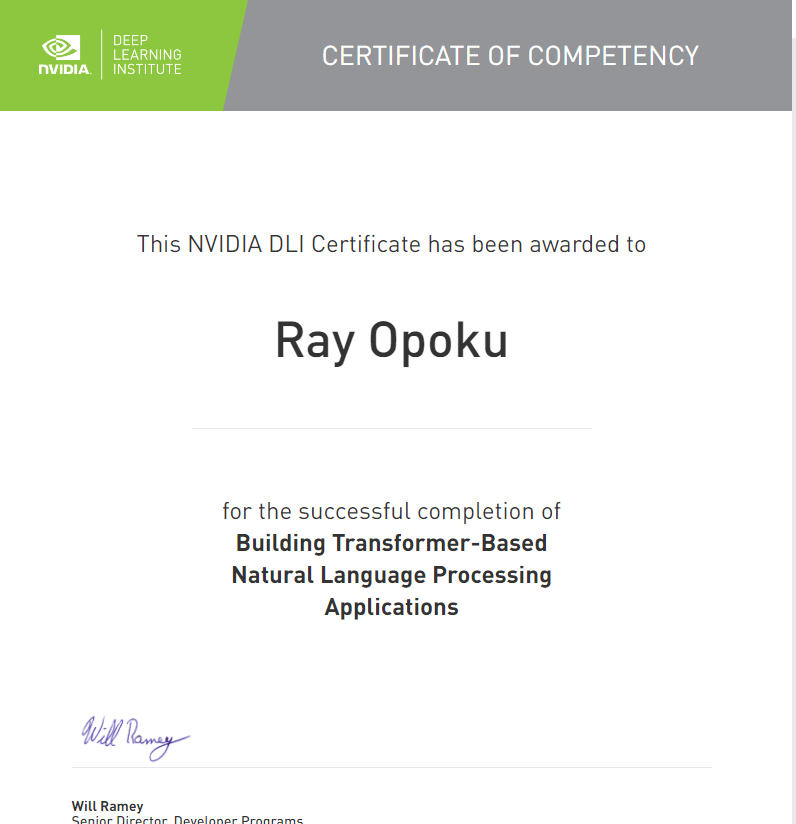 NVIDIA.
DEEP
LEARNING
INSTITUTE
CERTIFICATE OF COMPETENCY
This NVIDIA DLI Certificate has been awarded to
Ray Opoku
for the successful completion of
Building Transformer-Based
Natural Language Processing
Applications
Will Ramey
Will Ramey
Senior Director, Developer Programs